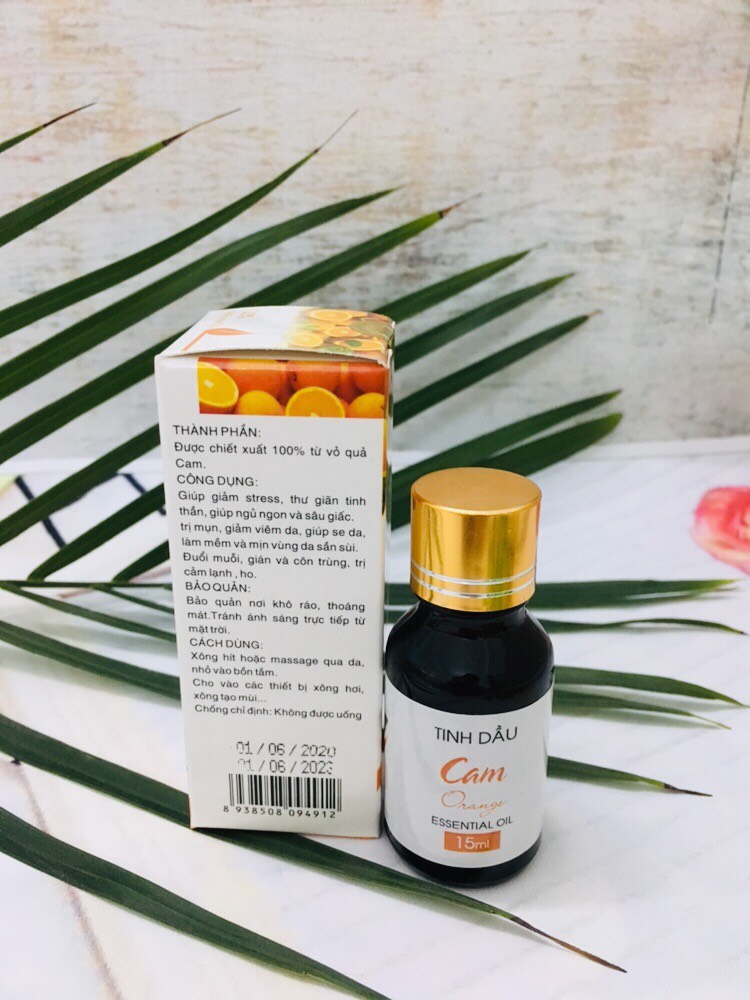 THÀNH PHẦN:
Được chiết xuất 100% từ vỏ quả
Cam.
CÔNG DỤNG:
Giúp giảm stress, thư giãn tinh
thần, giúp ngủ ngon và sâu giấc.
trị mụn, giảm viêm da, giúp se da,
làm mềm và mịn vùng da sần sùi.
Đuổi muỗi, gián và côn trùng, trị
cảm lạnh , ho.
BẢO QUẢN:
Bảo quản nơi khô ráo, thoáng
mát.Tránh ánh sáng trực tiếp từ
mặt trời.
CÁCH DÙNG:
Xông hít hoặc massage qua da,
nhỏ vào bồn tắm.
Cho vào các thiết bị xông hơi,
xông tạo mùi....
Chống chỉ định: Không được uống
01 / 06 / 2020
01 / 06 / 2023
8 938508 094912
TINH DẦU
Cam
Orange
ESSENTIAL OIL
15ml